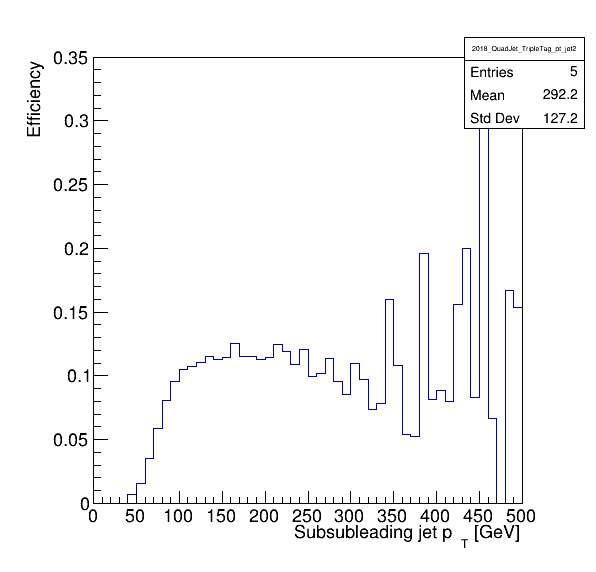 2018_QuadJet_TripleTag_pt_jet2
Entries 5
Mean 292.2
Std Dev 127.2
Efficiency
0.35
0.3
0.25
0.2
0.15
0.1
0.05
0
0 50 100 150 200 250 300 350 400 450 500
Subsubleading jet p_T [GeV]